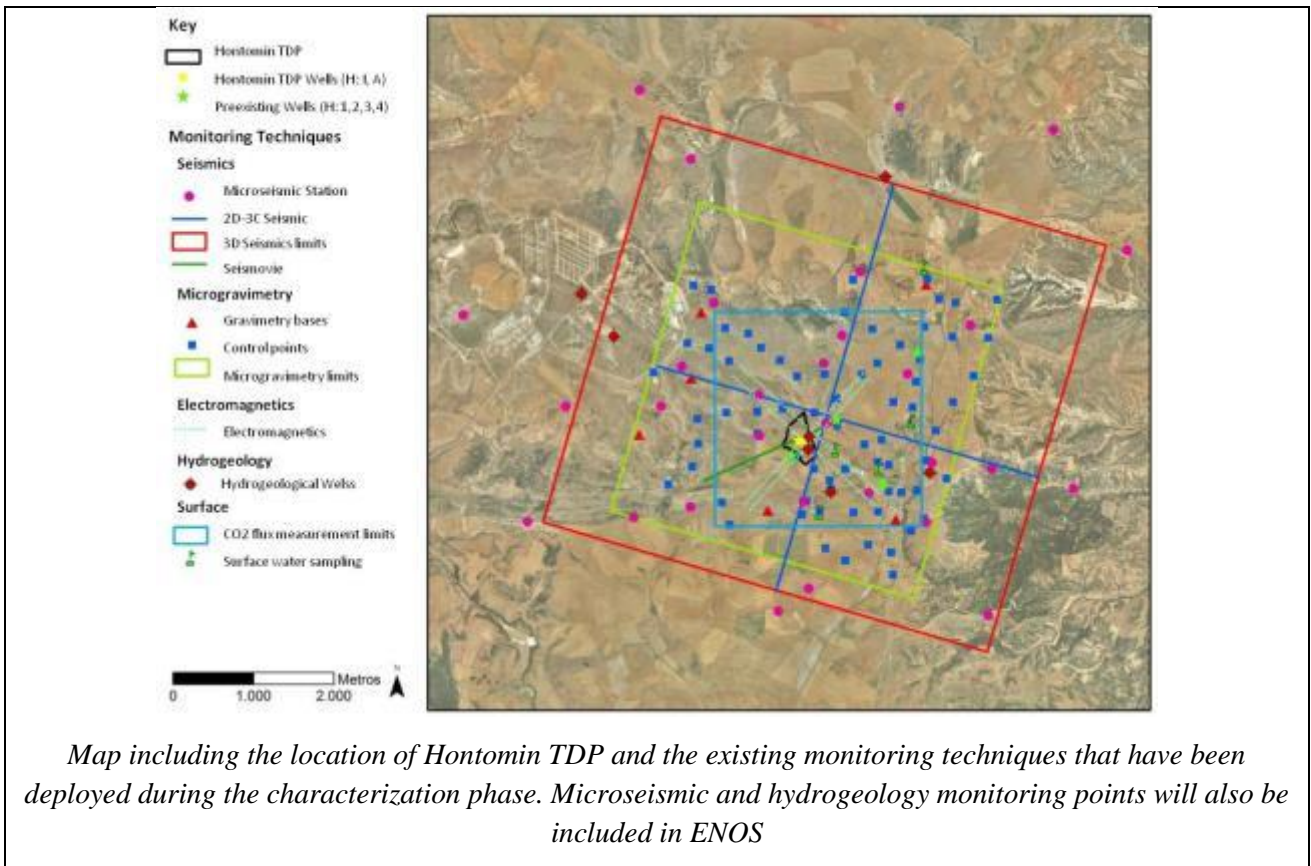 Key
Hontomin TDP
Hontomin TDP Wells (H: I, A)
Preexisting Wells (H:1,2,3,4)
Monitoring Techniques
Seismics
Microseismic Station
2D-3C Seismic
3D Seismics limits
Seismovie
Microgravimetry
Gravimetry bases
Control points
Microgravimetry limits
Electromagnetics
Electromagnetics
Hydrogeology
Hydrogeological Welss
Surface
CO2 flux measurement limits
Surface water sampling
Metros
0 1.000 2.000
N
Map including the location of Hontomin TDP and the existing monitoring techniques that have been
deployed during the characterization phase. Microseismic and hydrogeology monitoring points will also be
included in ENOS